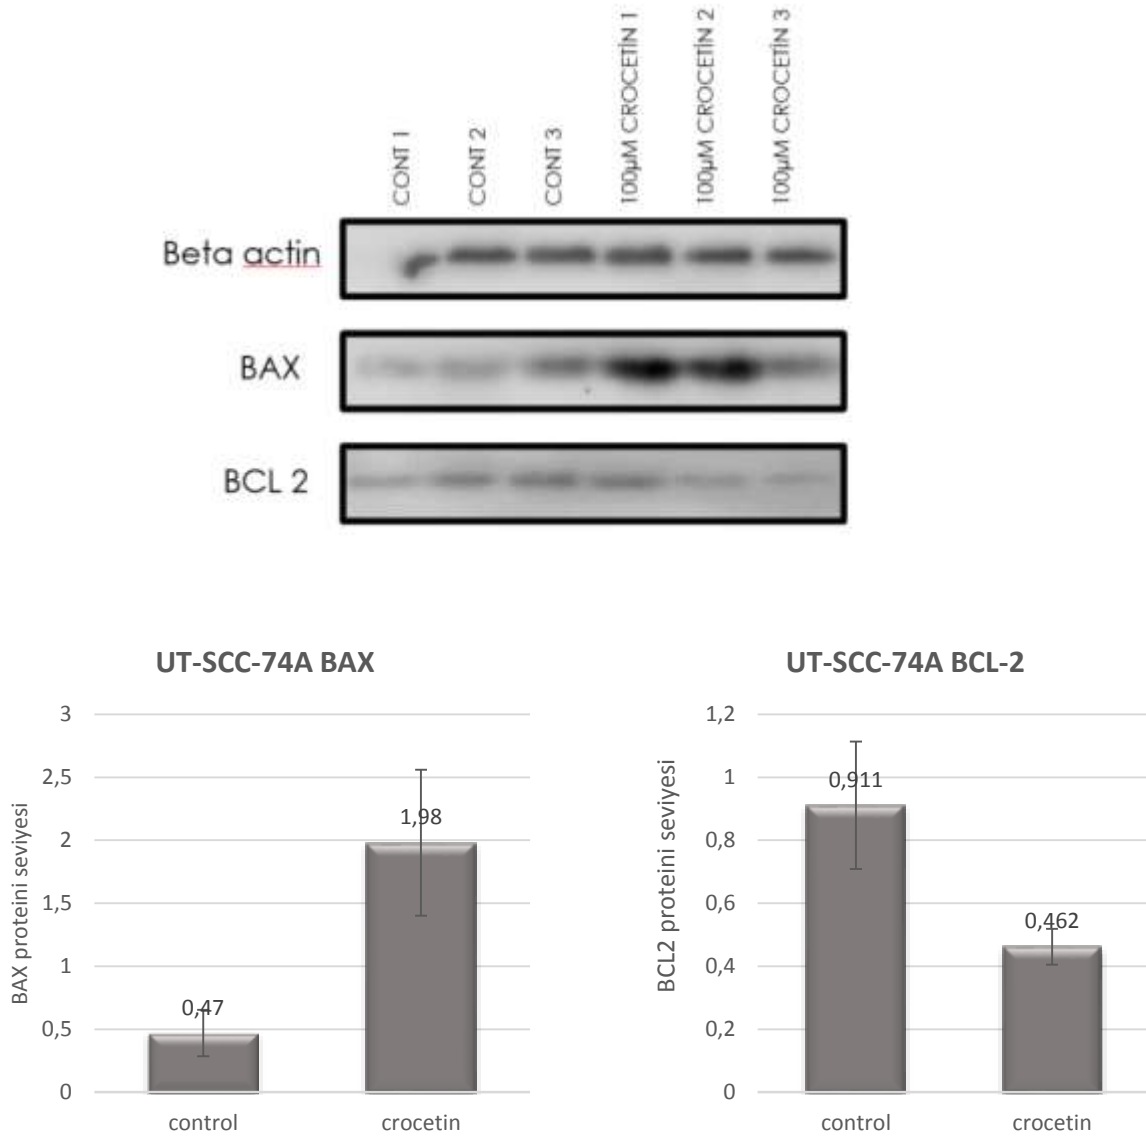 CONT 1
CONT 2
CONT 3
100µM CROCETİN 1
100µM CROCETİN 2
100µM CROCETİN 3
Beta actin
BAX
BCL 2
UT-SCC-74A BAX
BAX proteini seviyesi
3
2,5
2
1,5
1
0,5
0
0,47
1,98
control
crocetin
UT-SCC-74A BCL-2
BCL2 proteini seviyesi
1,2
1
0,8
0,6
0,4
0,2
0
0,911
0,462
control
crocetin